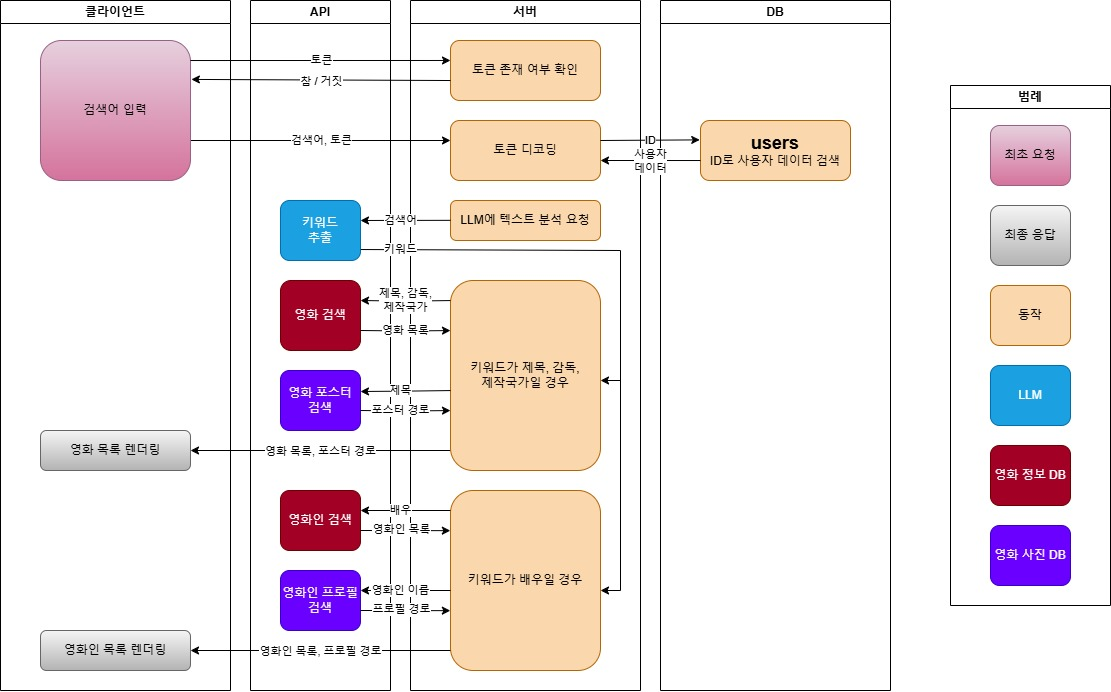 클라이언트
API
서버
DB
범례
검색어 입력
토큰
참 / 거짓
토큰 존재 여부 확인
검색어, 토큰
토큰 디코딩
ID
사용자
데이터
users
ID로 사용자 데이터 검색
키워드
추출
검색어
LLM에 텍스트 분석 요청
키워드
영화 검색
제목, 감독,
제작국가
영화 목록
키워드가 제목, 감독,
제작국가일 경우
영화 포스터
검색
제목
포스터 경로
영화 목록 렌더링
영화 목록, 포스터 경로
영화인 검색
배우
영화인 목록
키워드가 배우일 경우
영화인 프로필
검색
영화인 이름
프로필 경로
영화인 목록 렌더링
영화인 목록, 프로필 경로
최초 요청
최종 응답
동작
LLM
영화 정보 DB
영화 사진 DB